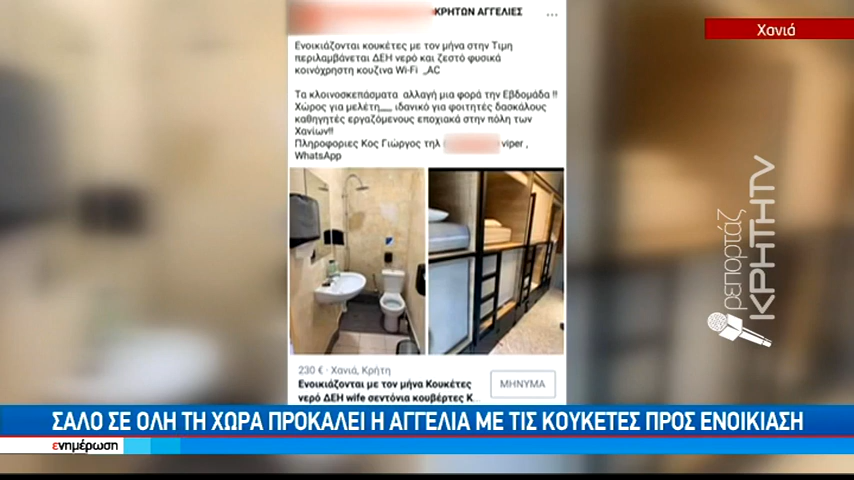 ΚΡΗΤΩΝ ΑΓΓΕΛΙΕΣ
Χανιά
Ενοικιάζονται κουκέτες με τον μήνα στην Τιμη
περιλαμβάνεται ΔΕΗ νερό και ζεστό φυσικά
κοινόχρηστη κουζινα Wi-Fi ,,AC
Τα κλοινοσκεπάσματα αλλαγή μια φορά την Εβδομάδα !!
Χώρος για μελέτη,,,,,, ιδανικό για φοιτητές δασκάλους
καθηγητές εργαζόμενους εποχιακά στην πόλη των
Χανίων!!
Πληροφοριες Κος Γιώργος τηλ viper ,
WhatsApp
ρεπορτάζ
ΚΡΗΤΗ TV
230 € · Χανιά, Κρήτη
Ενοικιάζονται με τον μήνα Κουκέτες
νερό ΔΕΗ wife σεντόνια κουβέρτες Κ...
ΜΗΝΥΜΑ
ΣΑΛΟ ΣΕ ΟΛΗ ΤΗ ΧΩΡΑ ΠΡΟΚΑΛΕΙ Η ΑΓΓΕΛΙΑ ΜΕ ΤΙΣ ΚΟΥΚΕΤΕΣ ΠΡΟΣ ΕΝΟΙΚΙΑΣΗ
ενημέρωση